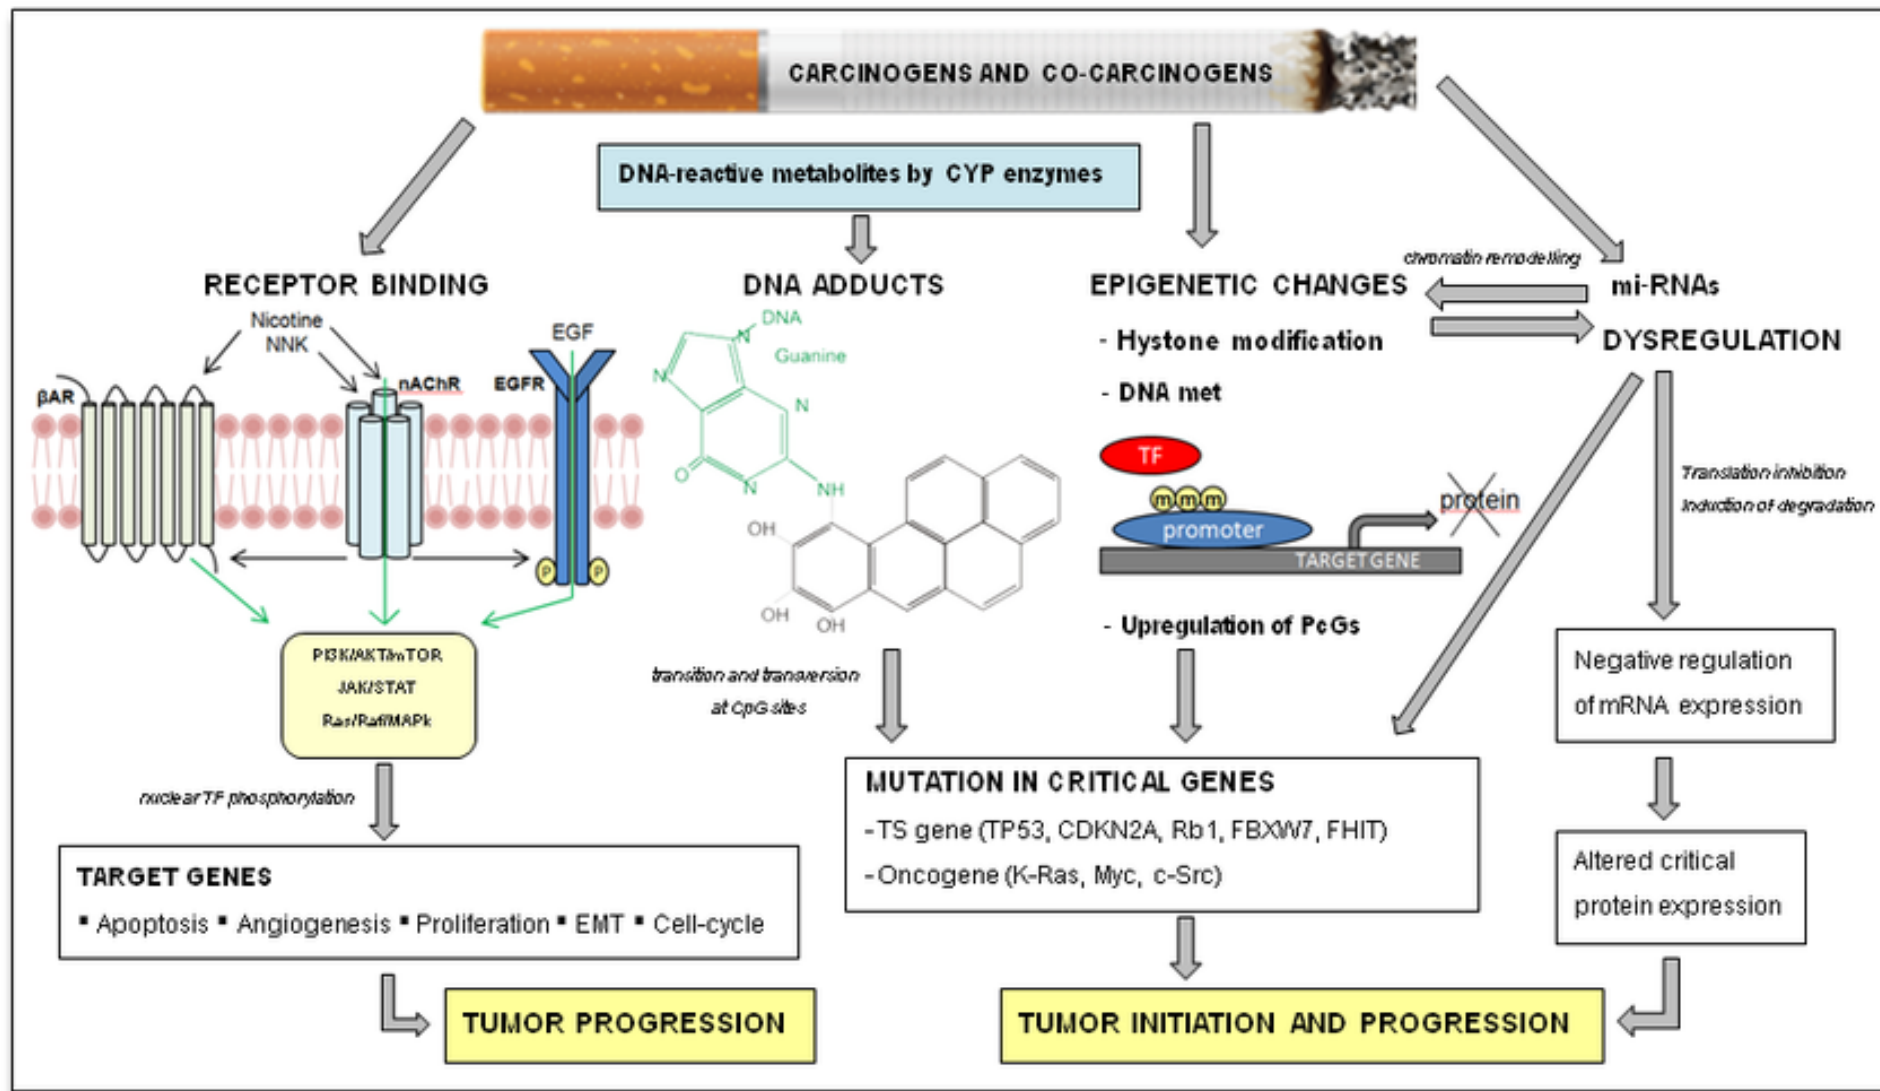 CARCINOGENS AND CO-CARCINOGENS
DNA-reactive metabolites by CYP enzymes
RECEPTOR BINDING
Nicotine
NNK
βAR
nAChR
EGFR
EGF
P
P
PI3K/AKT/mTOR
JAK/STAT
Ras/Raf/MAPk
nuclear TF phosphorylation
TARGET GENES
▪ Apoptosis ▪ Angiogenesis ▪ Proliferation ▪ EMT ▪ Cell-cycle
TUMOR PROGRESSION
DNA ADDUCTS
DNA
N
Guanine
N
N
O
N
NH
OH
OH
OH
transition and transversion
at CpG sites
EPIGENETIC CHANGES
- Hystone modification
- DNA met
TF
m m m
promoter
protein
TARGET GENE
- Upregulation of PcGs
chromatin remodelling
mi-RNAs
DYSREGULATION
Translation inhibition
Induction of degradation
Negative regulation
of mRNA expression
Altered critical
protein expression
MUTATION IN CRITICAL GENES
-TS gene (TP53, CDKN2A, Rb1, FBXW7, FHIT)
-Oncogene (K-Ras, Myc, c-Src)
TUMOR INITIATION AND PROGRESSION